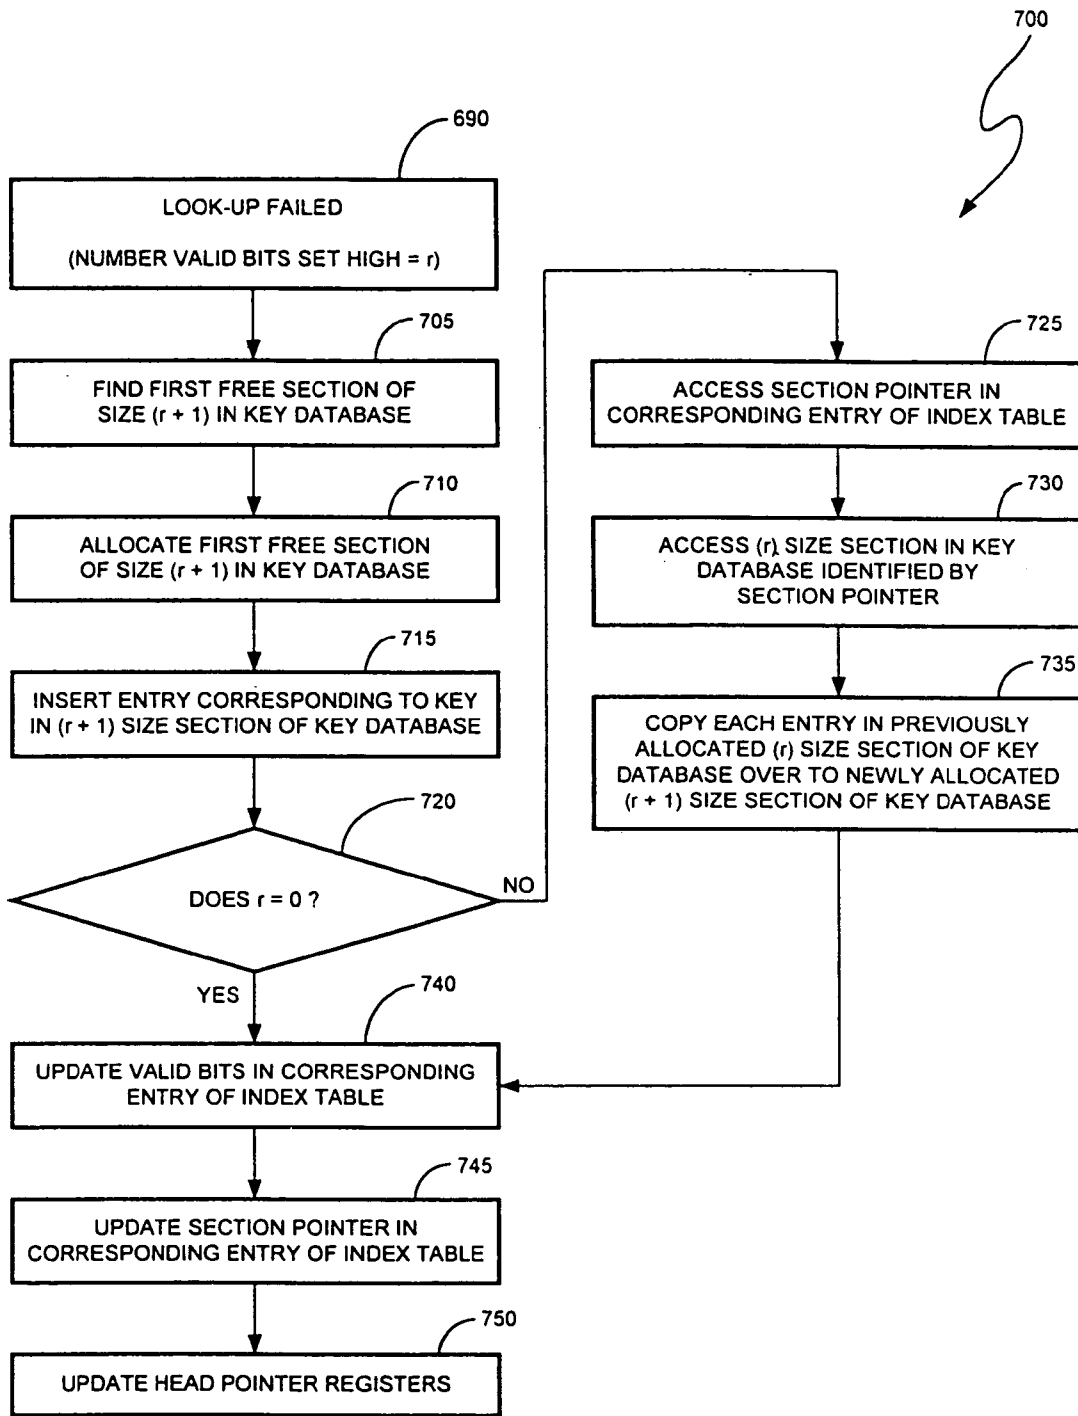 700
690
LOOK-UP FAILED
(NUMBER VALID BITS SET HIGH = r)
705
FIND FIRST FREE SECTION OF
SIZE (r + 1) IN KEY DATABASE
710
ALLOCATE FIRST FREE SECTION
OF SIZE (r + 1) IN KEY DATABASE
715
INSERT ENTRY CORRESPONDING TO KEY
IN (r + 1) SIZE SECTION OF KEY DATABASE
720
DOES r = 0 ?
NO
YES
725
ACCESS SECTION POINTER IN
CORRESPONDING ENTRY OF INDEX TABLE
730
ACCESS (r) SIZE SECTION IN KEY
DATABASE IDENTIFIED BY
SECTION POINTER
735
COPY EACH ENTRY IN PREVIOUSLY
ALLOCATED (r) SIZE SECTION OF KEY
DATABASE OVER TO NEWLY ALLOCATED
(r + 1) SIZE SECTION OF KEY DATABASE
740
UPDATE VALID BITS IN CORRESPONDING
ENTRY OF INDEX TABLE
745
UPDATE SECTION POINTER IN
CORRESPONDING ENTRY OF INDEX TABLE
750
UPDATE HEAD POINTER REGISTERS